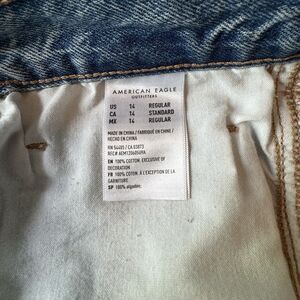 AMERICAN EAGLE
OUTFITTERS
US 14 REGULAR
CA 14 STANDARD
MX 14 REGULAR
MADE IN CHINA / FABRIQUÉ EN CHINE /
HECHO EN CHINA
RN 54485 / CA 03873
EN 100% COTTON. EXCLUSIVE OF
DECORATION
FR 100% COTON. À L'EXCEPTION DE LA
GARNITURE
SP 100% algodón;